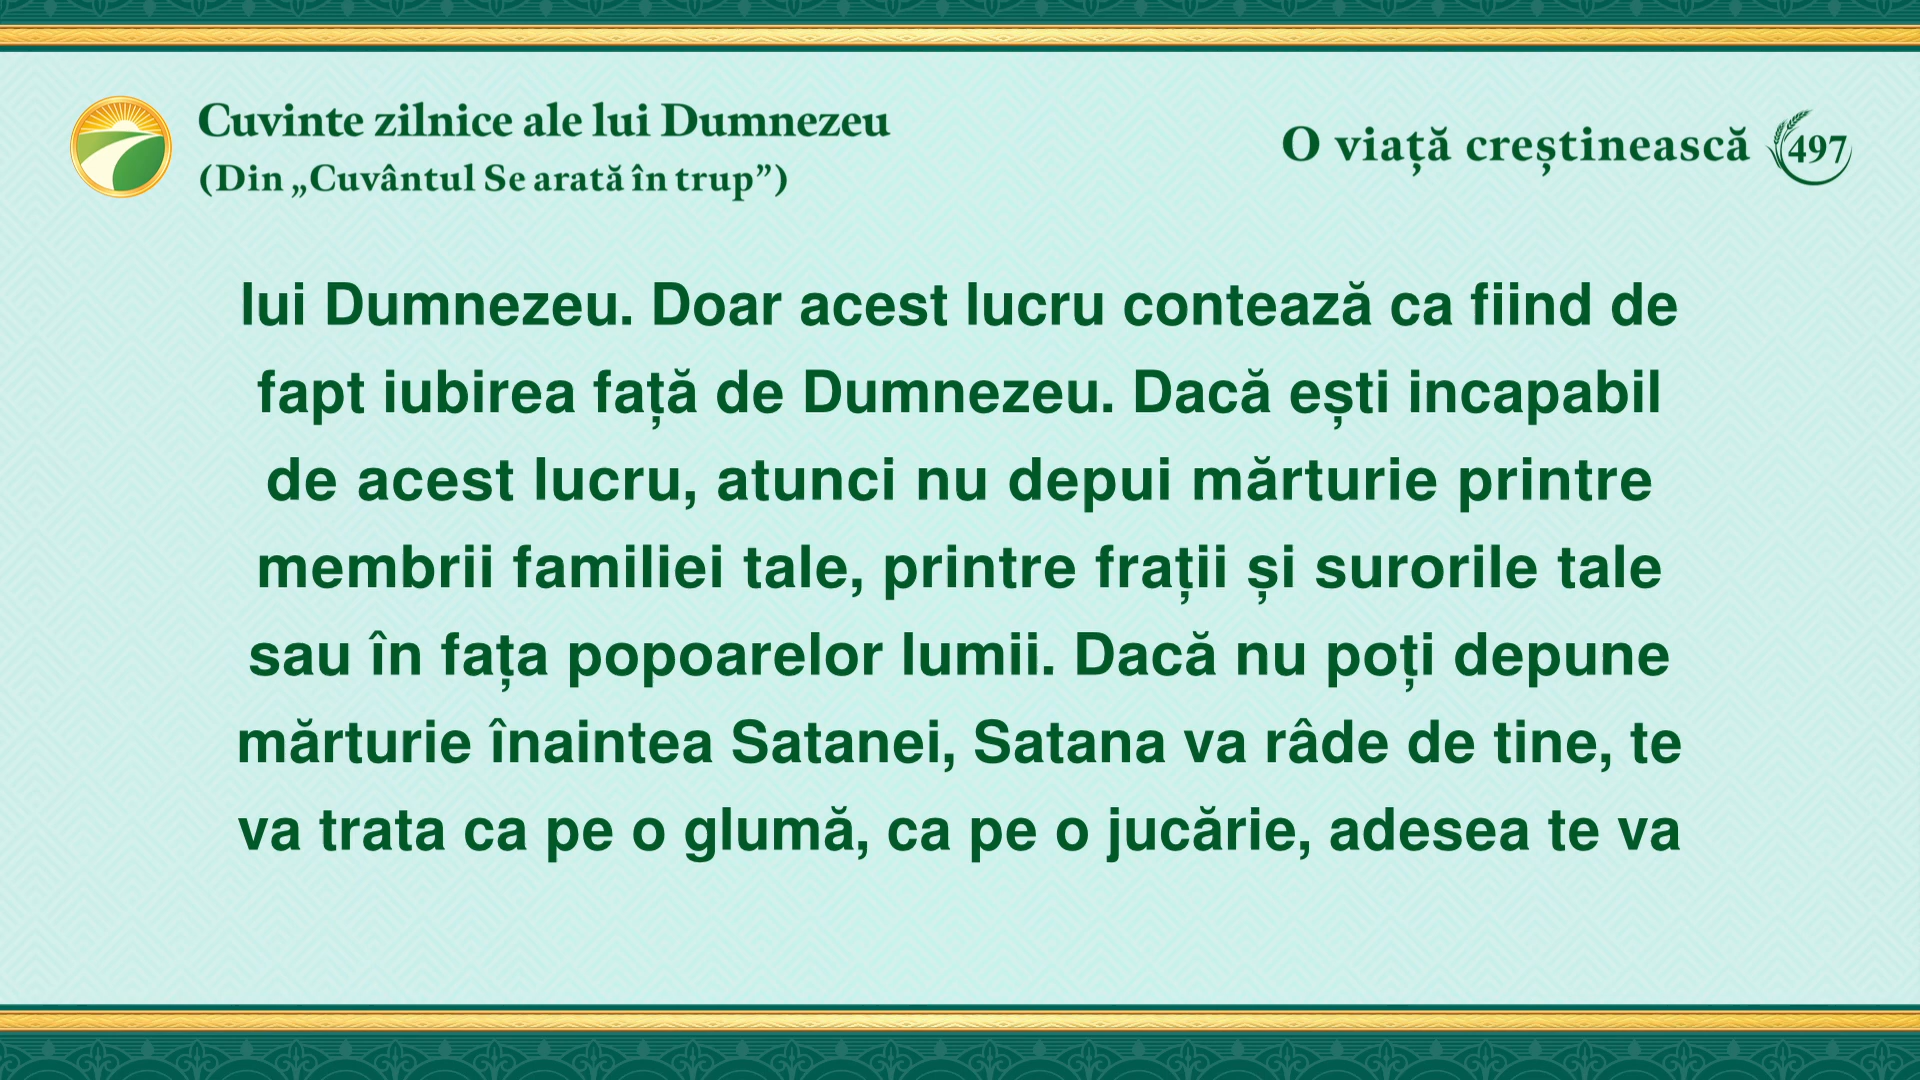 Cuvinte zilnice ale lui Dumnezeu
(Din „Cuvântul Se arată în trup”)
O viață creștinească 497
lui Dumnezeu. Doar acest lucru contează ca fiind de
fapt iubirea față de Dumnezeu. Dacă ești incapabil
de acest lucru, atunci nu depui mărturie printre
membrii familiei tale, printre frații și surorile tale
sau în fața popoarelor lumii. Dacă nu poți depune
mărturie înaintea Satanei, Satana va râde de tine, te
va trata ca pe o glumă, ca pe o jucărie, adesea te va